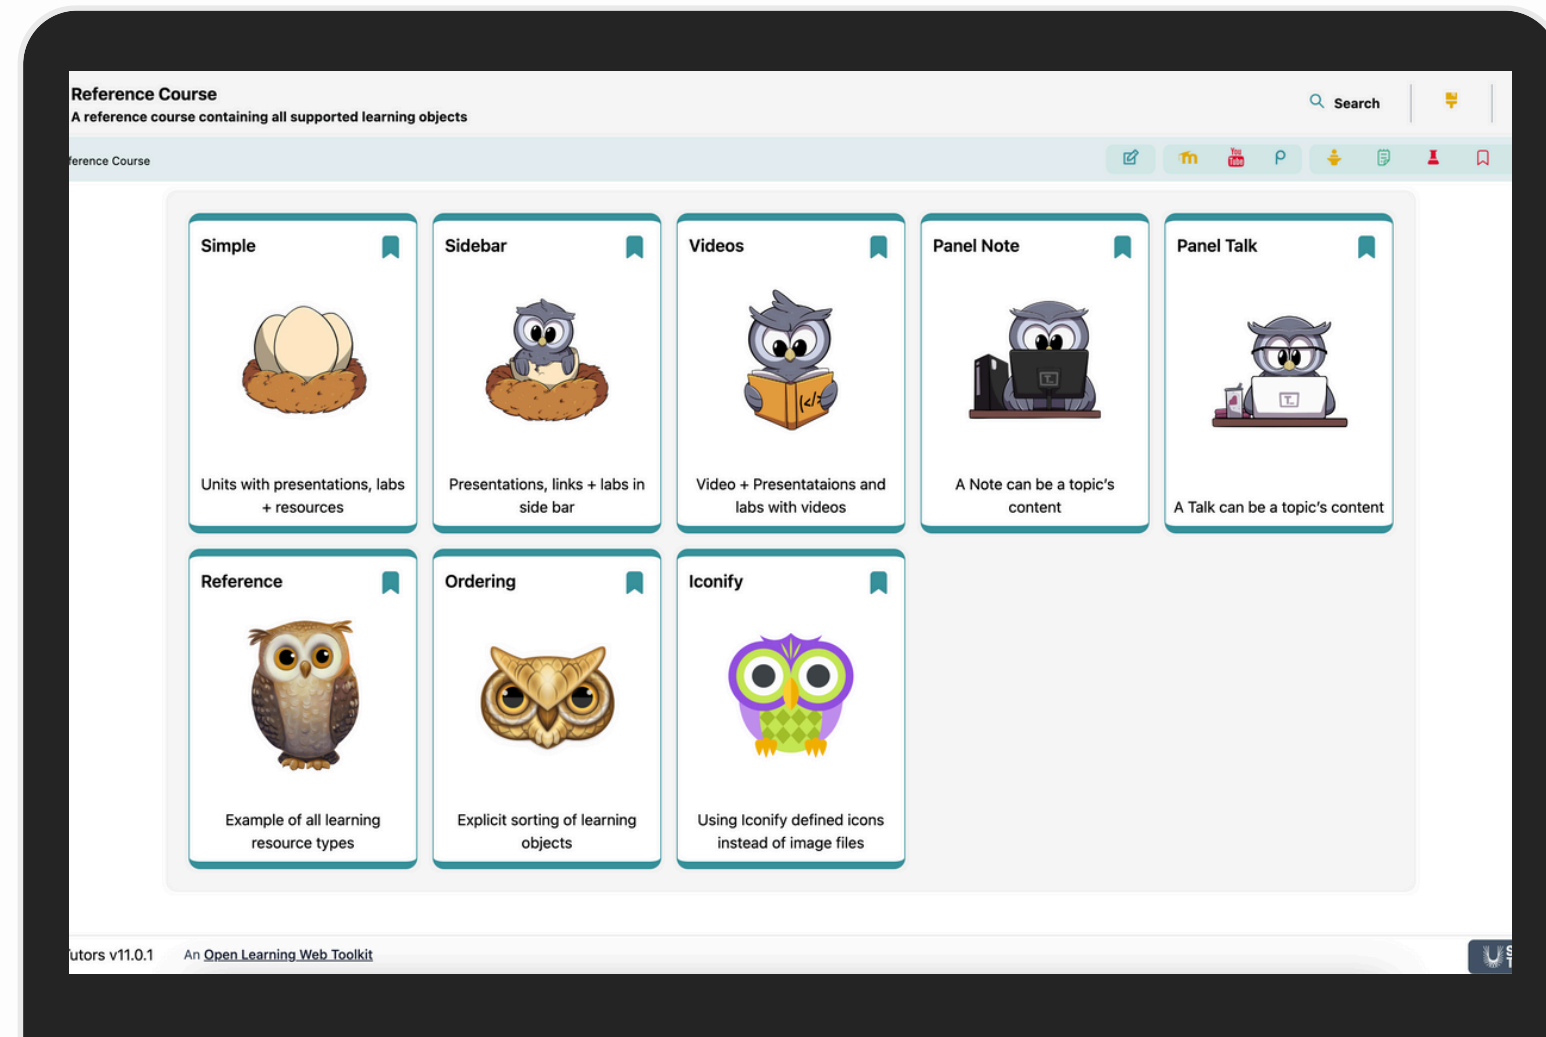 Reference Course
A reference course containing all supported learning objects
Search
ference Course
You
Tube
Simple
Sidebar
Videos
Panel Note
Panel Talk
(</>
T_
T_
Units with presentations, labs
+ resources
Presentations, links + labs in
side bar
Video + Presentataions and
labs with videos
A Note can be a topic's
content
A Talk can be a topic's content
Reference
Ordering
Iconify
Example of all learning
resource types
Explicit sorting of learning
objects
Using Iconify defined icons
instead of image files
utors v11.0.1
An Open Learning Web Toolkit